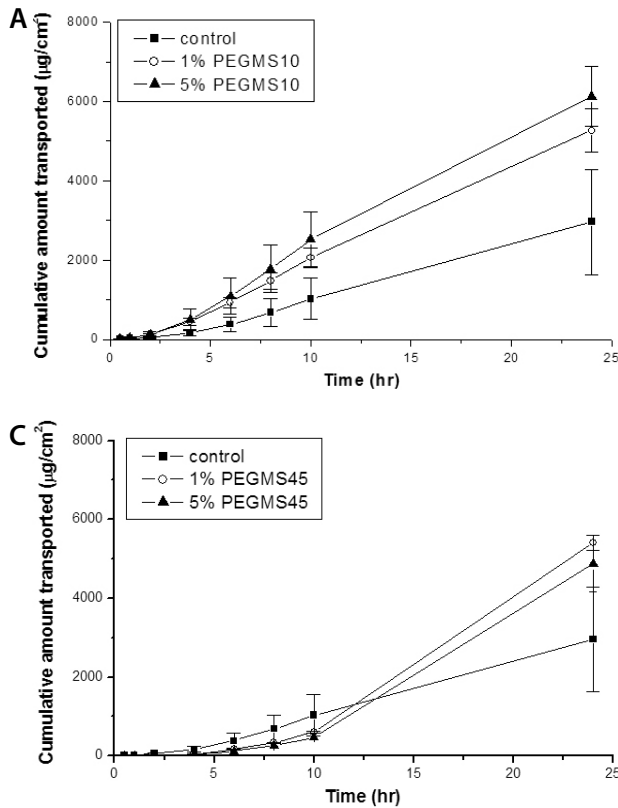 A
Cumulative amount transported (μg/cm²)
8000
6000
4000
2000
0
control
1% PEGMS10
5% PEGMS10
0 5 10 15 20 25
Time (hr)
C
Cumulative amount transported (μg/cm²)
8000
6000
4000
2000
0
control
1% PEGMS45
5% PEGMS45
0 5 10 15 20 25
Time (hr)